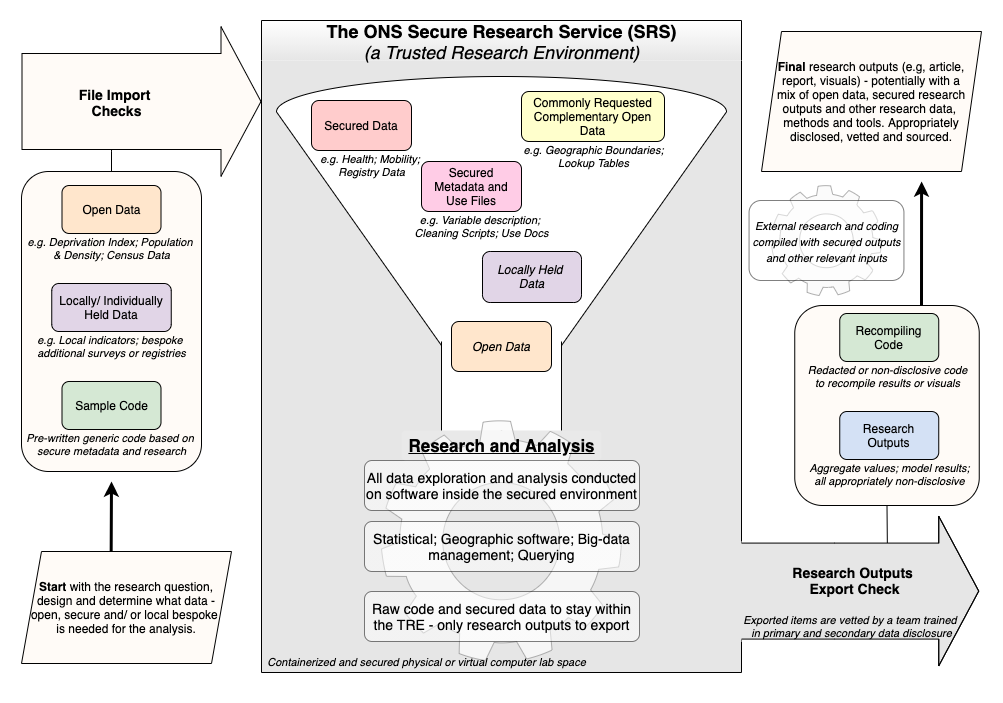 The ONS Secure Research Service (SRS)
(a Trusted Research Environment)
File Import
Checks
Open Data
e.g. Deprivation Index; Population
& Density; Census Data
Locally/ Individually
Held Data
e.g. Local indicators; bespoke
additional surveys or registries
Sample Code
Pre-written generic code based on
secure metadata and research
Start with the research question,
design and determine what data -
open, secure and/ or local bespoke
is needed for the analysis.
Secured Data
e.g. Health; Mobility;
Registry Data
Commonly Requested
Complementary Open
Data
e.g. Geographic Boundaries;
Lookup Tables
Secured
Metadata and
Use Files
e.g. Variable description;
Cleaning Scripts; Use Docs
Locally Held
Data
Open Data
Research and Analysis
All data exploration and analysis conducted
on software inside the secured environment
Statistical; Geographic software; Big-data
management; Querying
Raw code and secured data to stay within
the TRE - only research outputs to export
Containerized and secured physical or virtual computer lab space
Final research outputs (e.g, article,
report, visuals) - potentially with a
mix of open data, secured research
outputs and other research data,
methods and tools. Appropriately
disclosed, vetted and sourced.
External research and coding
compiled with secured outputs
and other relevant inputs
Recompiling
Code
Redacted or non-disclosive code
to recompile results or visuals
Research
Outputs
Aggregate values; model results;
all appropriately non-disclosive
Research Outputs
Export Check
Exported items are vetted by a team trained
in primary and secondary data disclosure